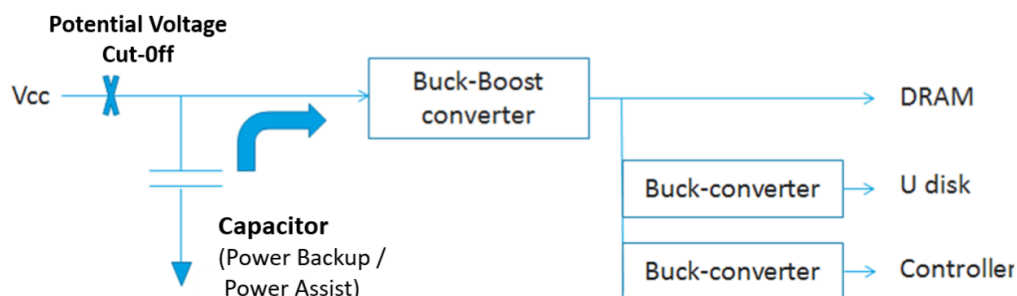 Potential Voltage
Cut-0ff
Vcc
Buck-Boost
converter
DRAM
Buck-converter
U disk
Capacitor
(Power Backup /
Power Assist)
Buck-converter
Controller